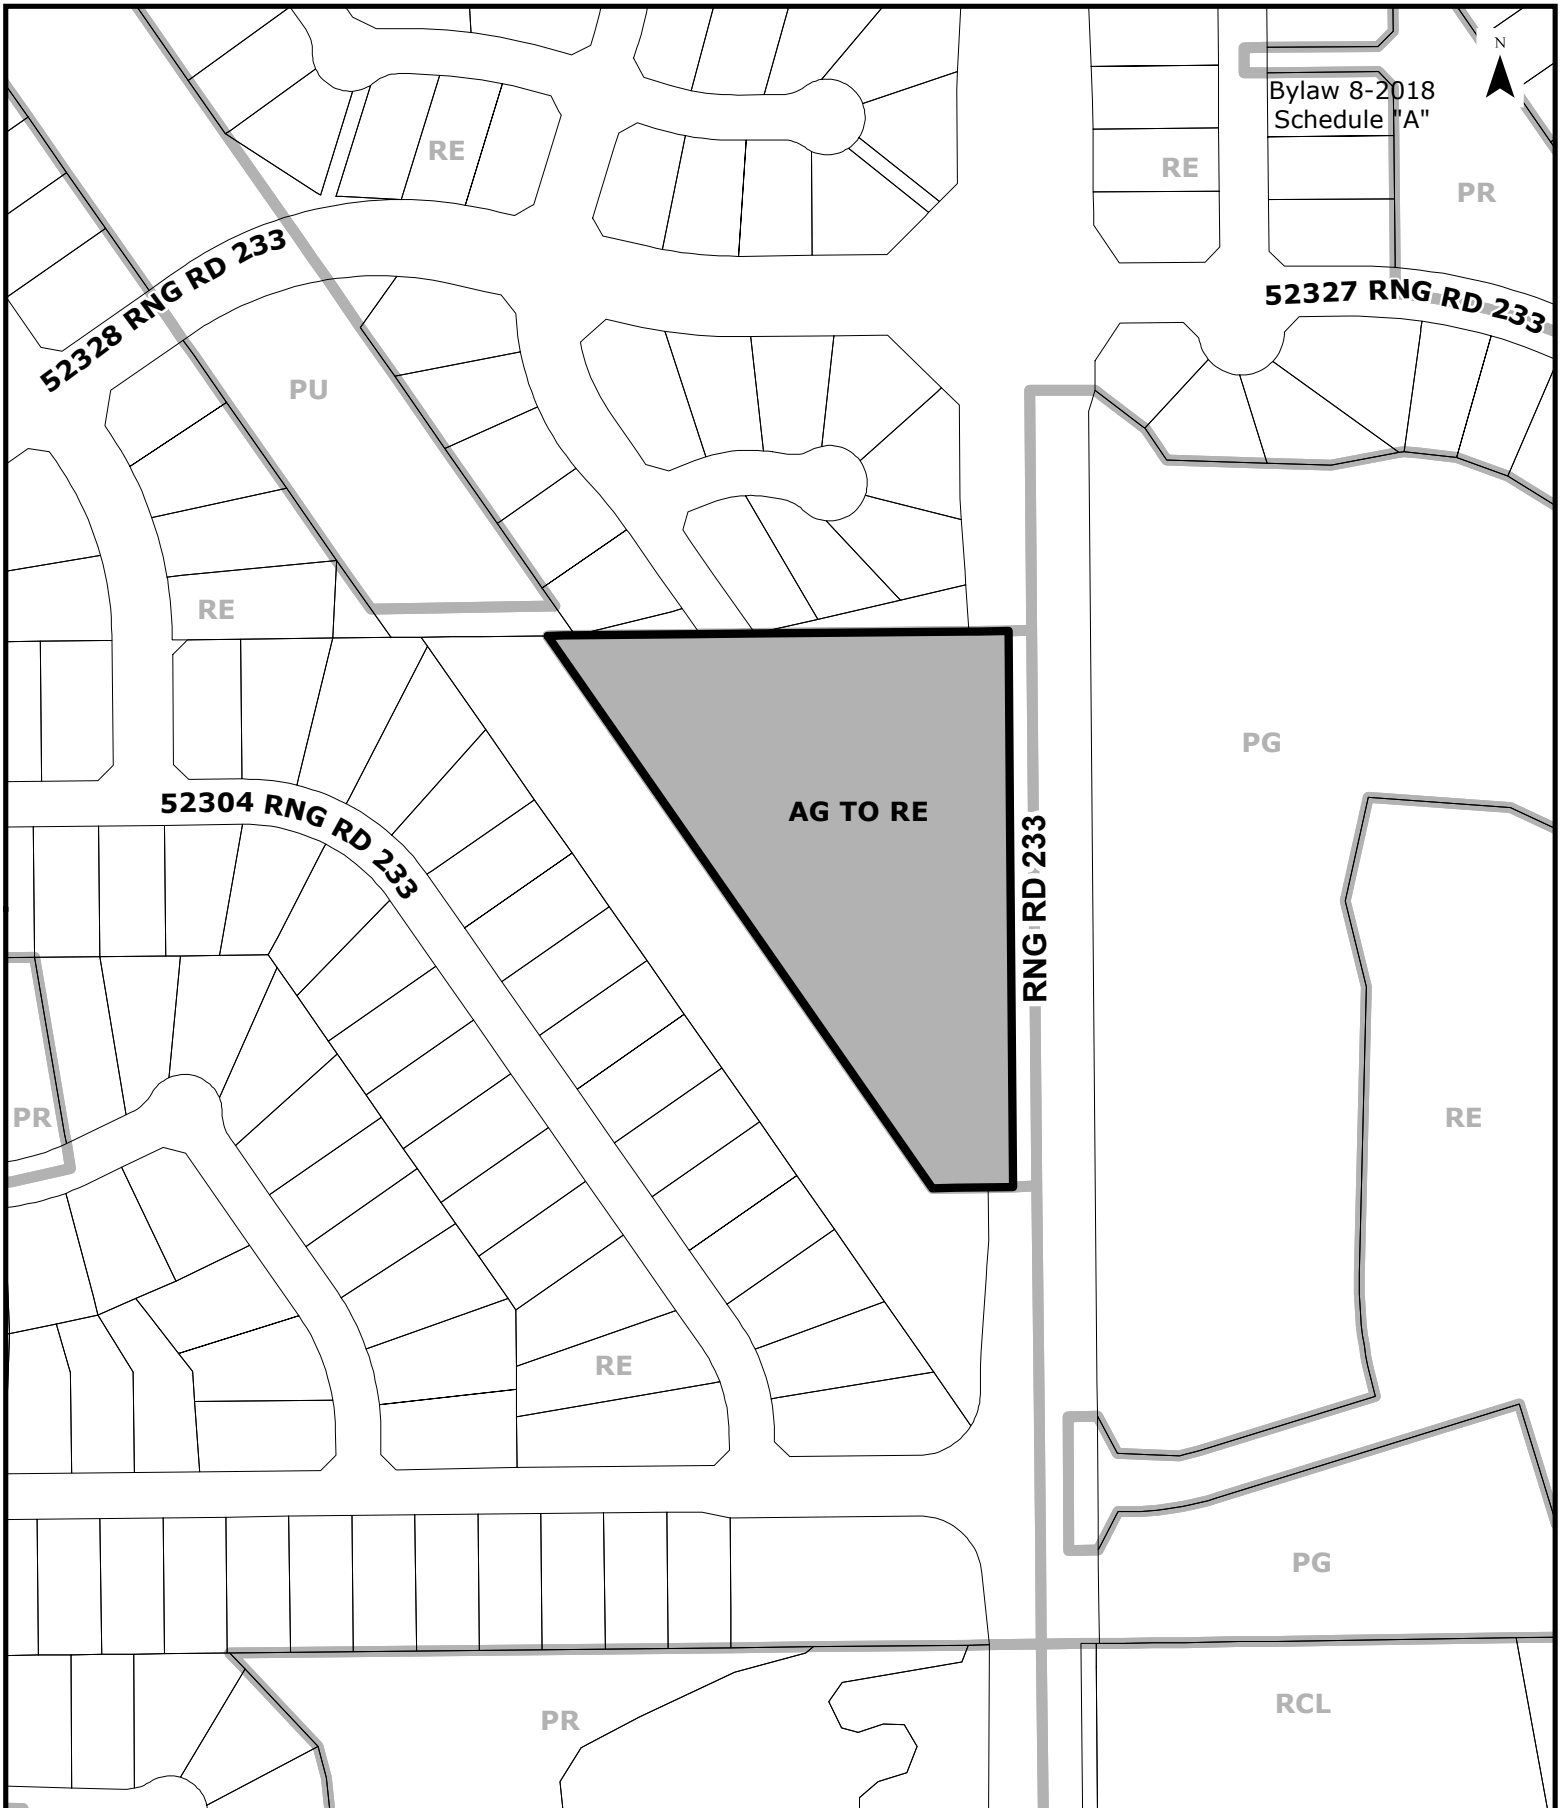 N
Bylaw 8-2018
Schedule "A"
RE
RE
PR
52328 RNG RD 233
52327 RNG RD 233
PU
RE
PG
52304 RNG RD 233
AG TO RE
RNG RD 233
PR
RE
RE
PG
PR
RCL